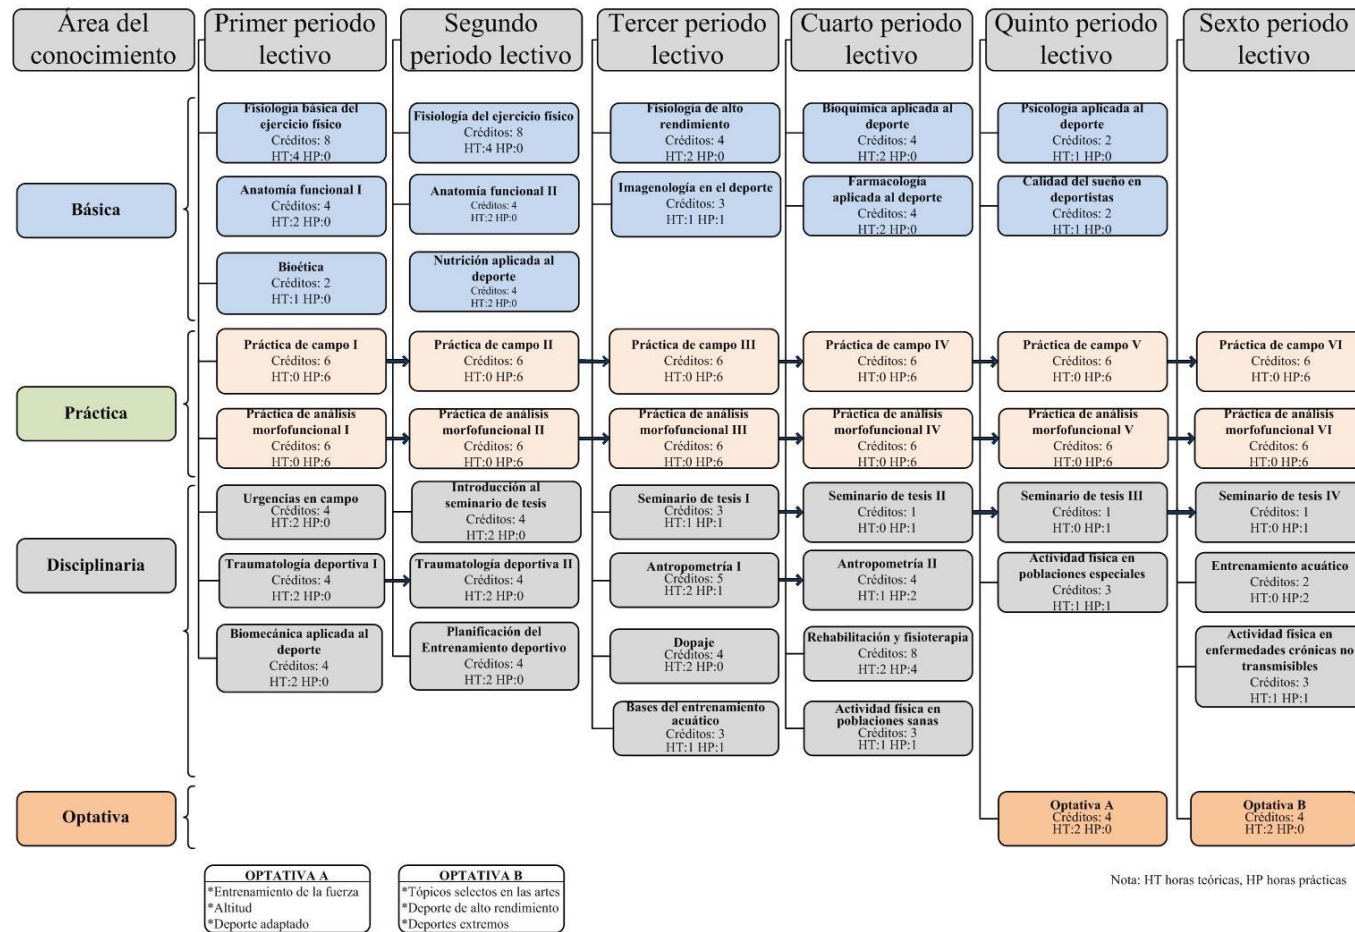 Área del
conocimiento
Primer periodo
lectivo
Segundo
periodo lectivo
Tercer periodo
lectivo
Cuarto periodo
lectivo
Quinto periodo
lectivo
Sexto periodo
lectivo
Básica
Fisiología básica del
ejercicio físico
Créditos: 8
HT:4 HP:0
Fisiología del ejercicio físico
Créditos: 8
HT:4 HP:0
Fisiología de alto
rendimiento
Créditos: 4
HT:2 HP:0
Bioquímica aplicada al
deporte
Créditos: 4
HT:2 HP:0
Psicología aplicada al
deporte
Créditos: 2
HT:1 HP:0
Anatomía funcional I
Créditos: 4
HT:2 HP:0
Anatomía funcional II
Créditos: 4
HT:2 HP:0
Imagenología en el deporte
Créditos: 3
HT:1 HP:1
Farmacología
aplicada al deporte
Créditos: 4
HT:2 HP:0
Calidad del sueño en
deportistas
Créditos: 2
HT:1 HP:0
Bioética
Créditos: 2
HT:1 HP:0
Nutrición aplicada al
deporte
Créditos: 4
HT:2 HP:0
Práctica
Práctica de campo I
Créditos: 6
HT:0 HP:6
Práctica de campo II
Créditos: 6
HT:0 HP:6
Práctica de campo III
Créditos: 6
HT:0 HP:6
Práctica de campo IV
Créditos: 6
HT:0 HP:6
Práctica de campo V
Créditos: 6
HT:0 HP:6
Práctica de campo VI
Créditos: 6
HT:0 HP:6
Práctica de análisis
morfofuncional I
Créditos: 6
HT:0 HP:6
Práctica de análisis
morfofuncional II
Créditos: 6
HT:0 HP:6
Práctica de análisis
morfofuncional III
Créditos: 6
HT:0 HP:6
Práctica de análisis
morfofuncional IV
Créditos: 6
HT:0 HP:6
Práctica de análisis
morfofuncional V
Créditos: 6
HT:0 HP:6
Práctica de análisis
morfofuncional VI
Créditos: 6
HT:0 HP:6
Disciplinaria
Urgencias en campo
Créditos: 4
HT:2 HP:0
Introducción al
seminario de tesis
Créditos: 4
HT:2 HP:0
Seminario de tesis I
Créditos: 3
HT:1 HP:1
Seminario de tesis II
Créditos: 1
HT:0 HP:1
Seminario de tesis III
Créditos: 1
HT:0 HP:1
Seminario de tesis IV
Créditos: 1
HT:0 HP:1
Traumatología deportiva I
Créditos: 4
HT:2 HP:0
Traumatología deportiva II
Créditos: 4
HT:2 HP:0
Antropometría I
Créditos: 5
HT:2 HP:1
Antropometría II
Créditos: 4
HT:1 HP:2
Actividad física en
poblaciones especiales
Créditos: 3
HT:1 HP:1
Entrenamiento acuático
Créditos: 2
HT:0 HP:2
Biomecánica aplicada al
deporte
Créditos: 4
HT:2 HP:0
Planificación del
Entrenamiento deportivo
Créditos: 4
HT:2 HP:0
Dopaje
Créditos: 4
HT:2 HP:0
Rehabilitación y fisioterapia
Créditos: 8
HT:2 HP:4
Actividad física en
enfermedades crónicas no
transmisibles
Créditos: 3
HT:1 HP:1
Bases del entrenamiento
acuático
Créditos: 3
HT:1 HP:1
Actividad física en
poblaciones sanas
Créditos: 3
HT:1 HP:1
Optativa
Optativa A
Créditos: 4
HT:2 HP:0
Optativa B
Créditos: 4
HT:2 HP:0
OPTATIVA A
*Entrenamiento de la fuerza
*Altitud
*Deporte adaptado
OPTATIVA B
*Tópicos selectos en las artes
*Deporte de alto rendimiento
*Deportes extremos
Nota: HT horas teóricas, HP horas prácticas